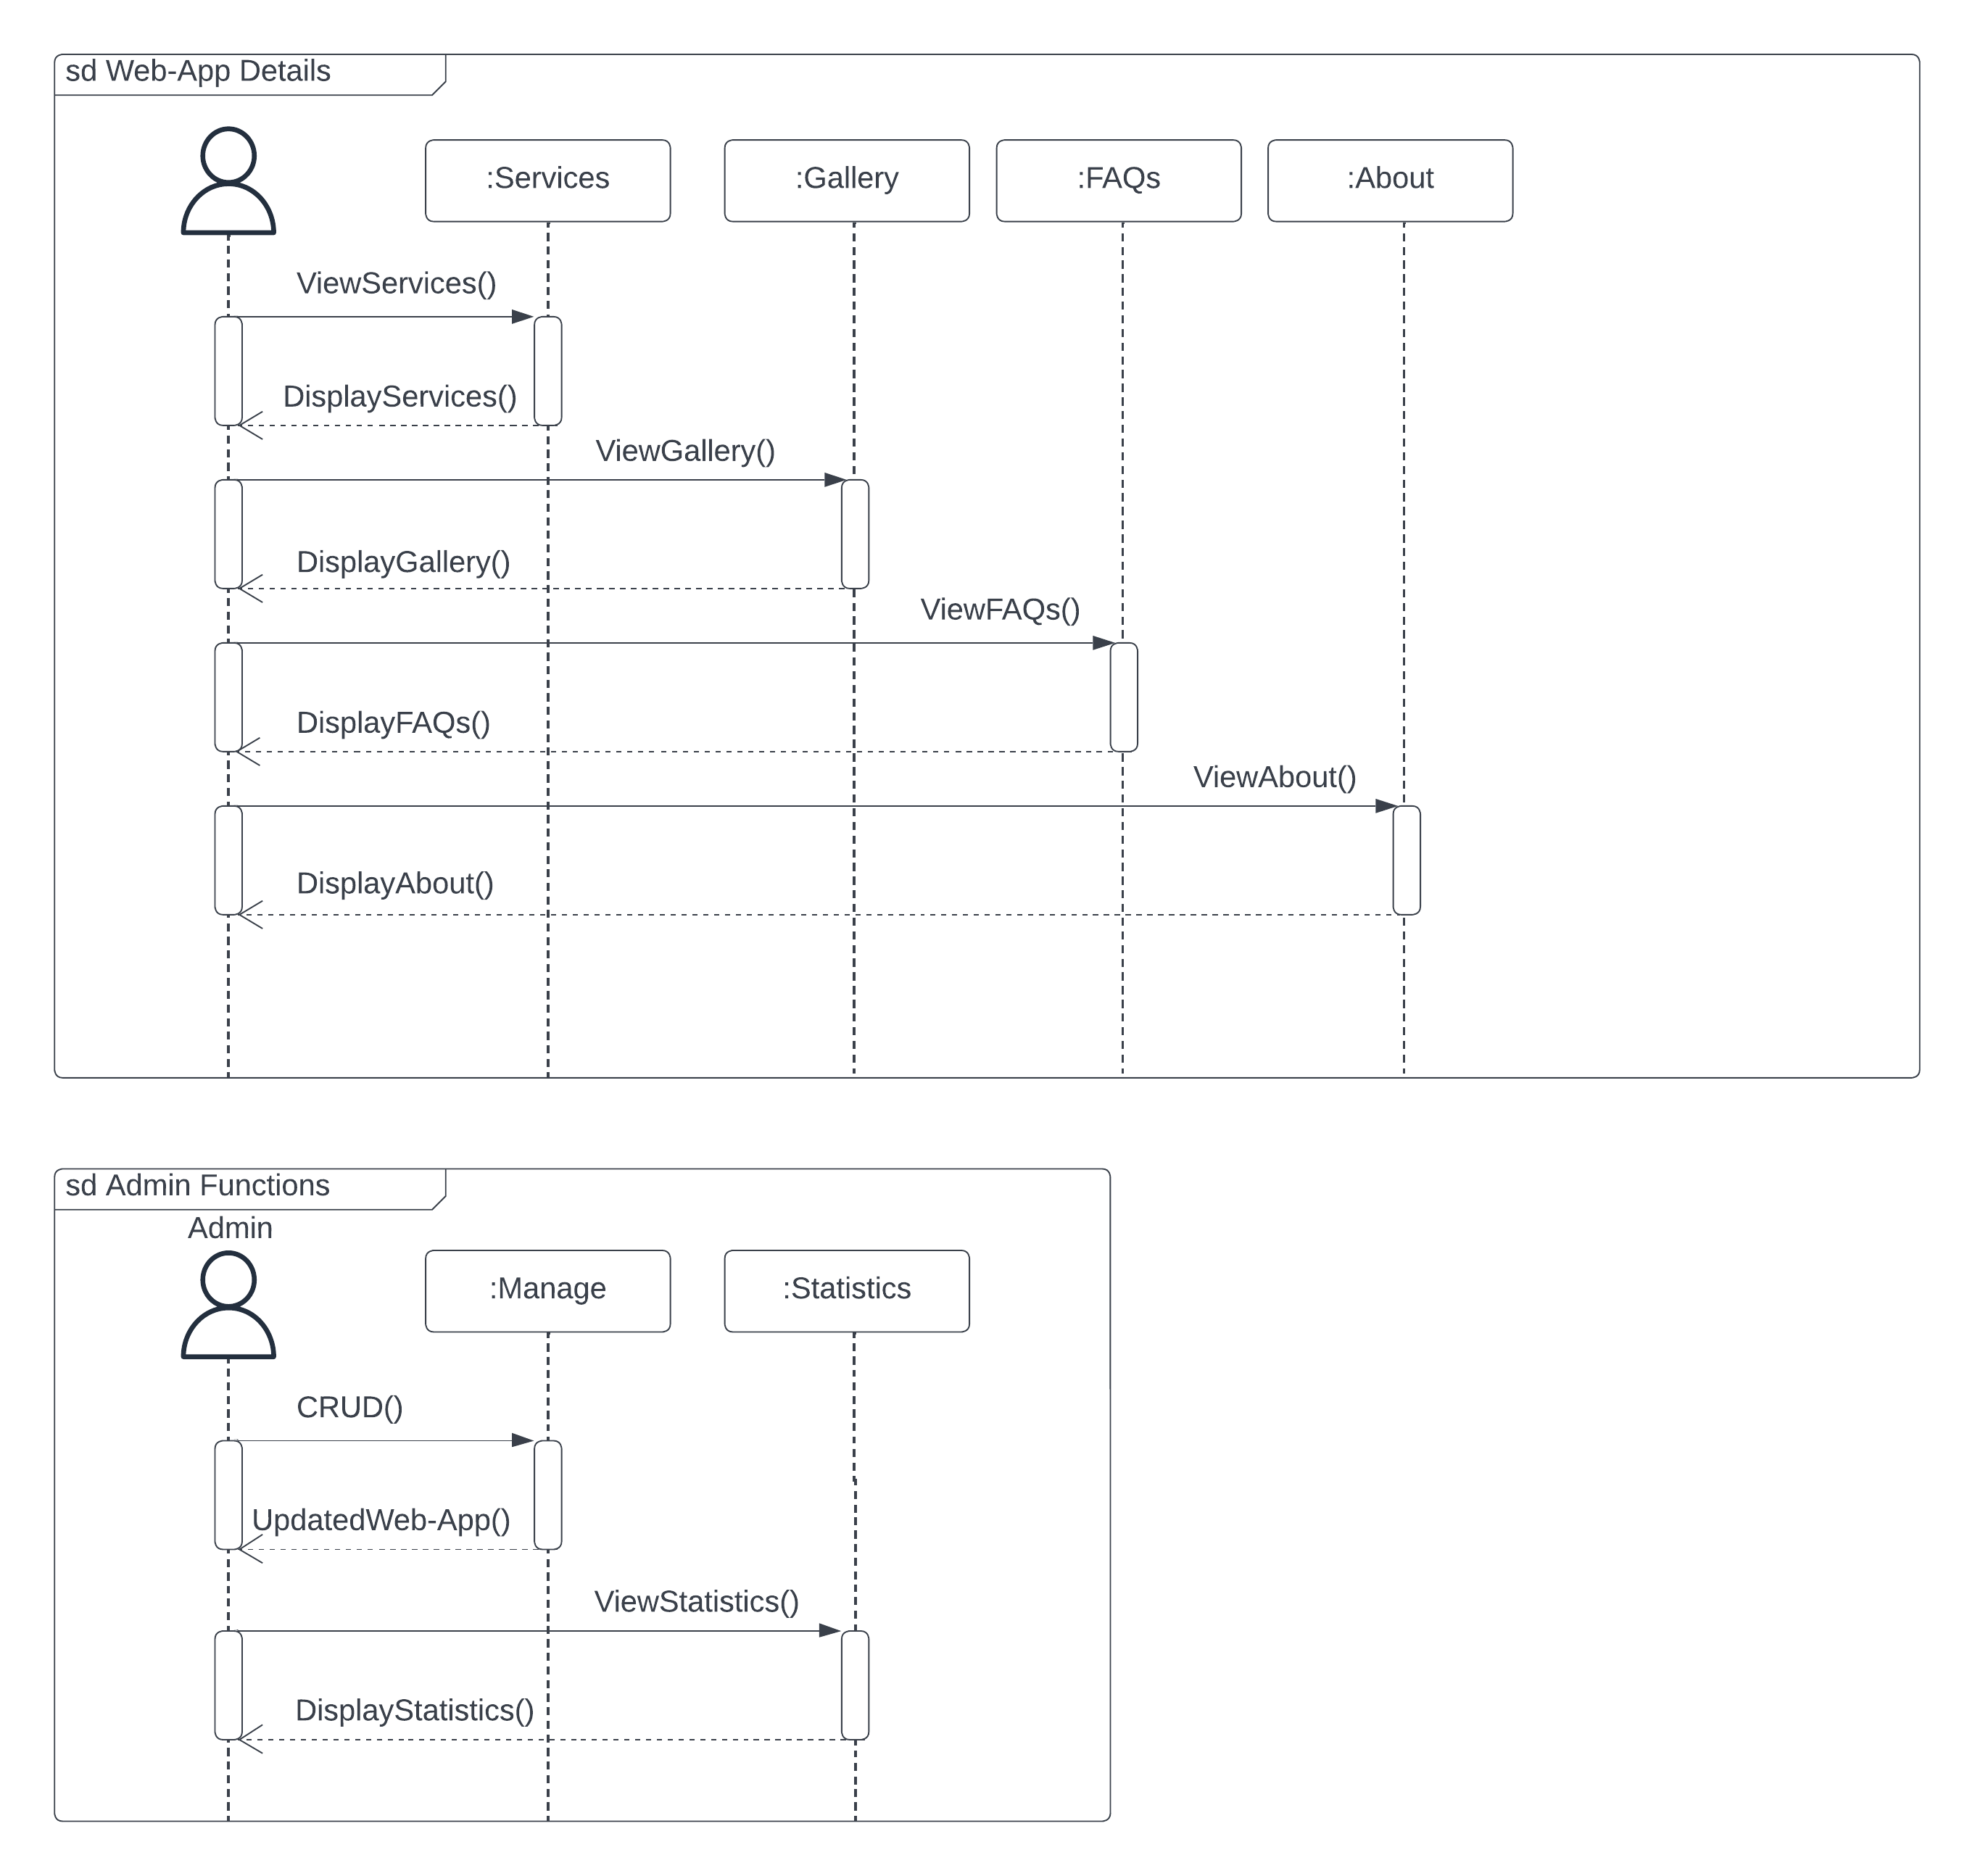 sd Web-App Details
:Services
:Gallery
:FAQs
:About
ViewServices()
DisplayServices()
ViewGallery()
DisplayGallery()
ViewFAQs()
DisplayFAQs()
ViewAbout()
DisplayAbout()
sd Admin Functions
Admin
:Manage
:Statistics
CRUD()
UpdatedWeb-App()
ViewStatistics()
DisplayStatistics()